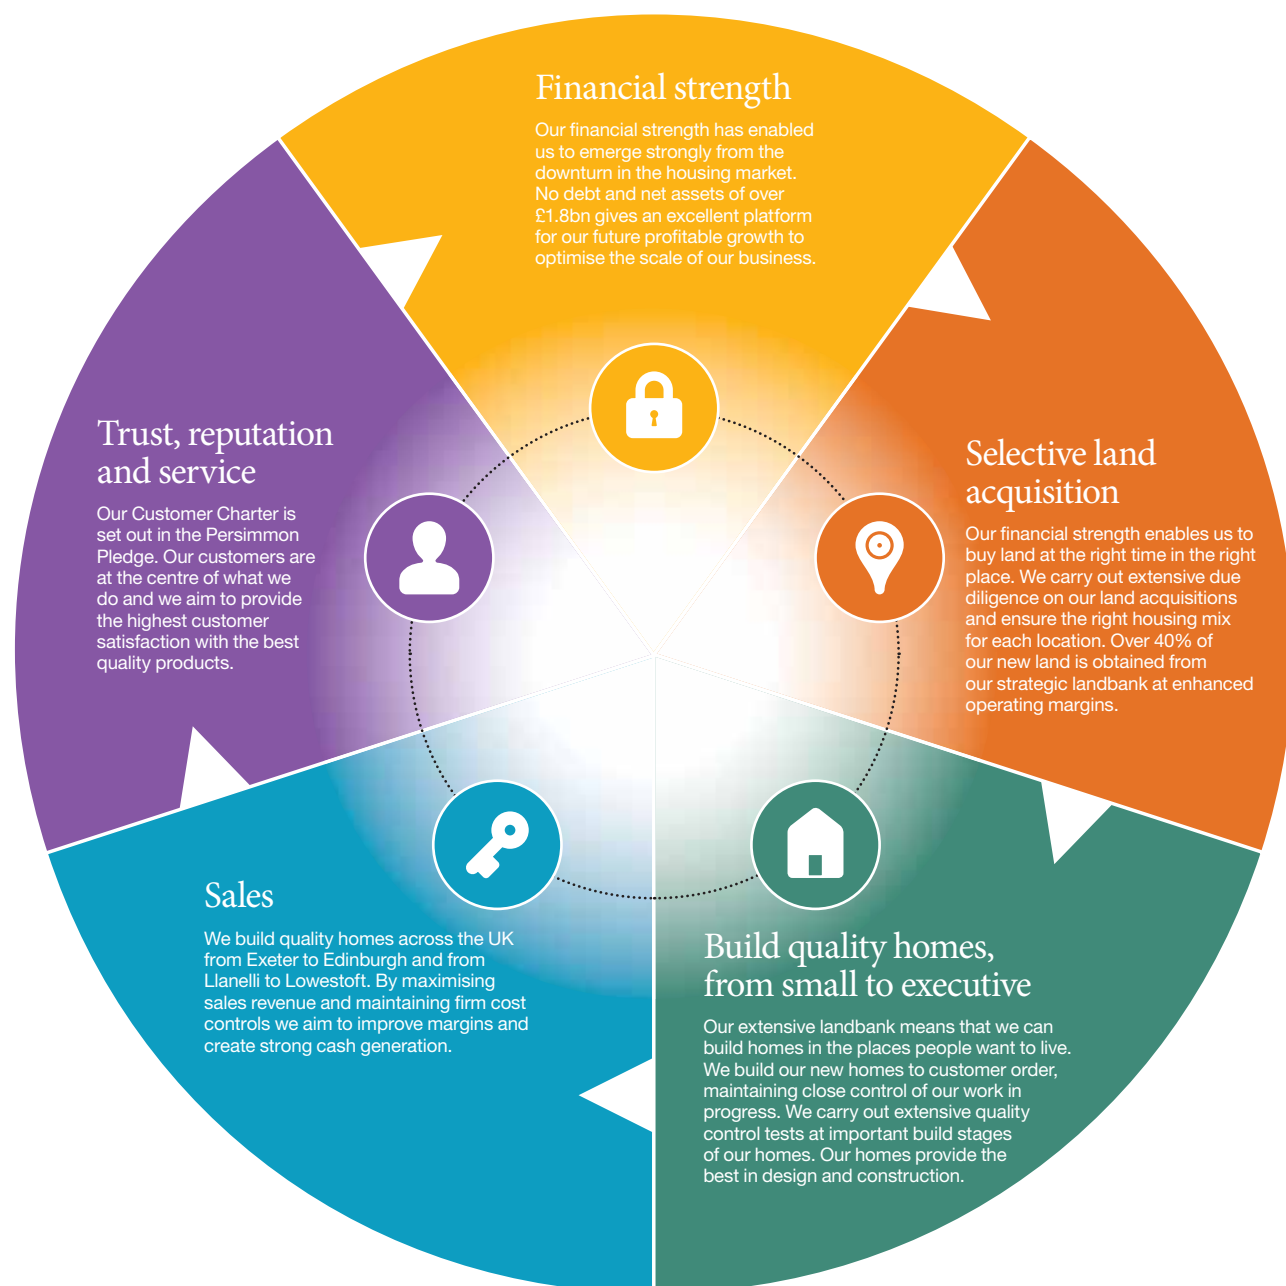 Financial strength
Our financial strength has enabled
us to emerge strongly from the
downturn in the housing market.
No debt and net assets of over
£1.8bn gives an excellent platform
for our future profitable growth to
optimise the scale of our business.
Selective land
acquisition
Our financial strength enables us to
buy land at the right time in the right
place. We carry out extensive due
diligence on our land acquisitions
and ensure the right housing mix
for each location. Over 40% of
our new land is obtained from
our strategic landbank at enhanced
operating margins.
Build quality homes,
from small to executive
Our extensive landbank means that we can
build homes in the places people want to live.
We build our new homes to customer order,
maintaining close control of our work in
progress. We carry out extensive quality
control tests at important build stages
of our homes. Our homes provide the
best in design and construction.
Sales
We build quality homes across the UK
from Exeter to Edinburgh and from
Llanelli to Lowestoft. By maximising
sales revenue and maintaining firm cost
controls we aim to improve margins and
create strong cash generation.
Trust, reputation
and service
Our Customer Charter is
set out in the Persimmon
Pledge. Our customers are
at the centre of what we
do and we aim to provide
the highest customer
satisfaction with the best
quality products.